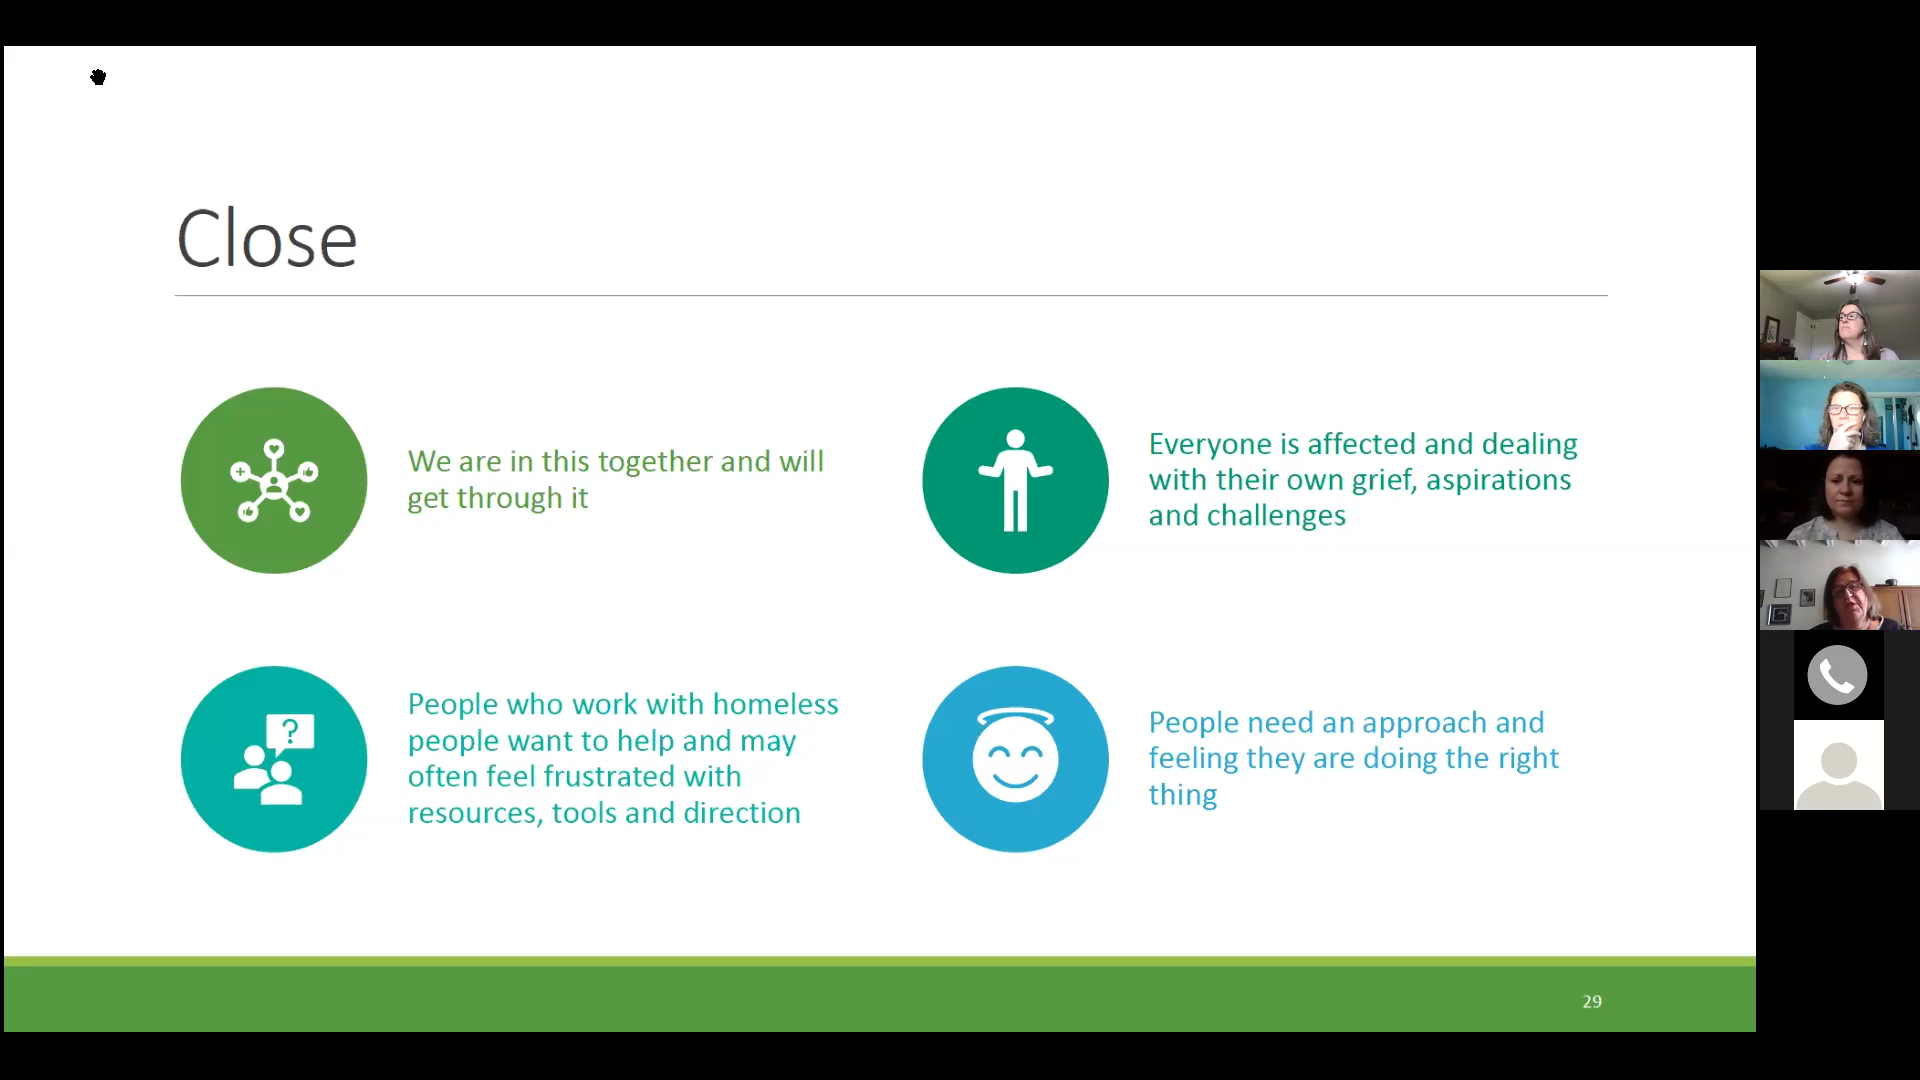 Close
We are in this together and will
get through it
Everyone is affected and dealing
with their own grief, aspirations
and challenges
?
People who work with homeless
people want to help and may
often feel frustrated with
resources, tools and direction
People need an approach and
feeling they are doing the right
thing
29